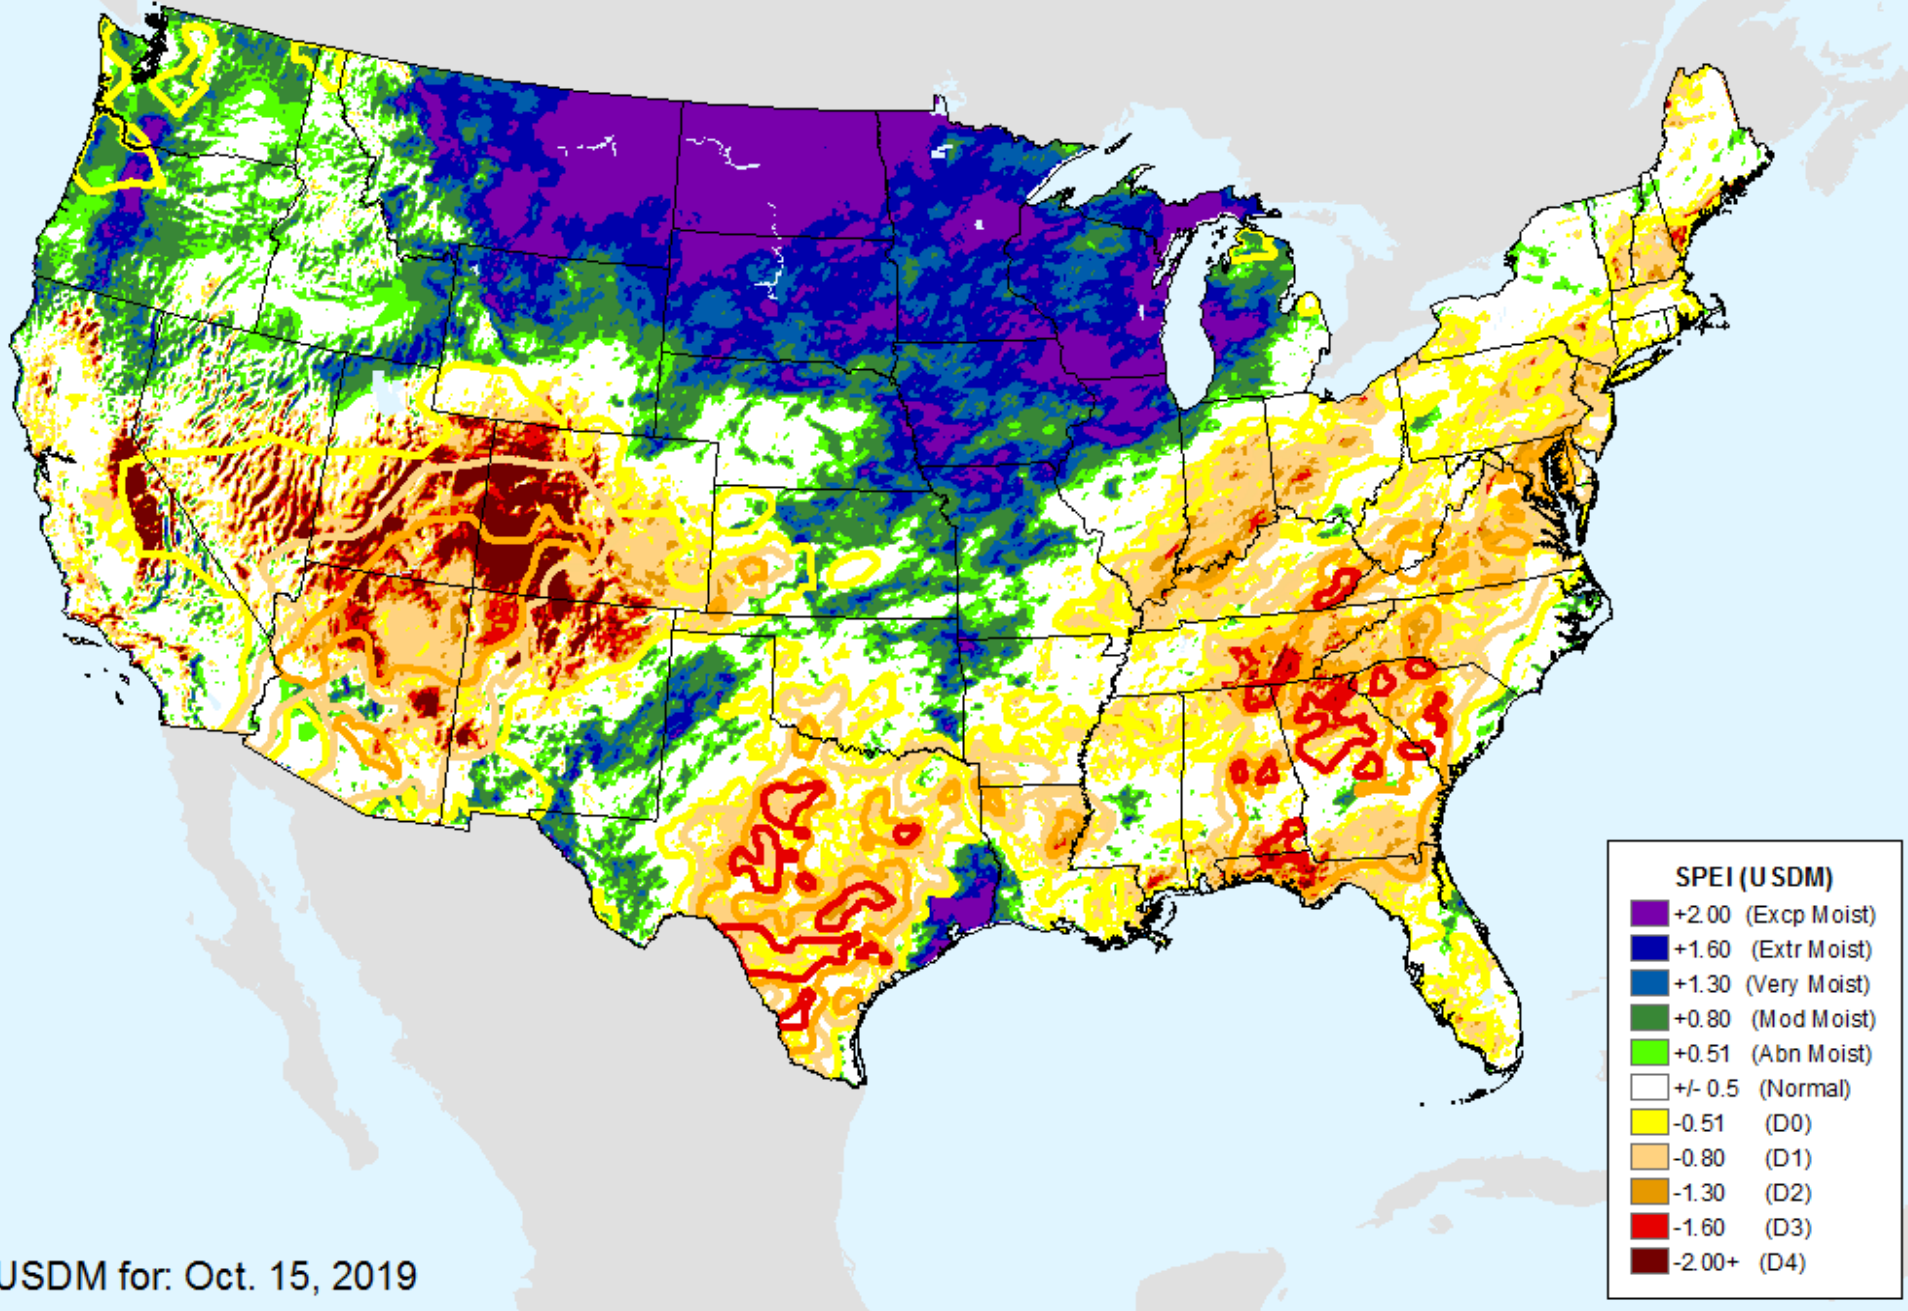 SPEI (USDM)
+2.00 (Excp Moist)
+1.60 (Extr Moist)
+1.30 (Very Moist)
+0.80 (Mod Moist)
+0.51 (Abn Moist)
+/- 0.5 (Normal)
-0.51 (D0)
-0.80 (D1)
-1.30 (D2)
-1.60 (D3)
-2.00+ (D4)
USDM for: Oct. 15, 2019